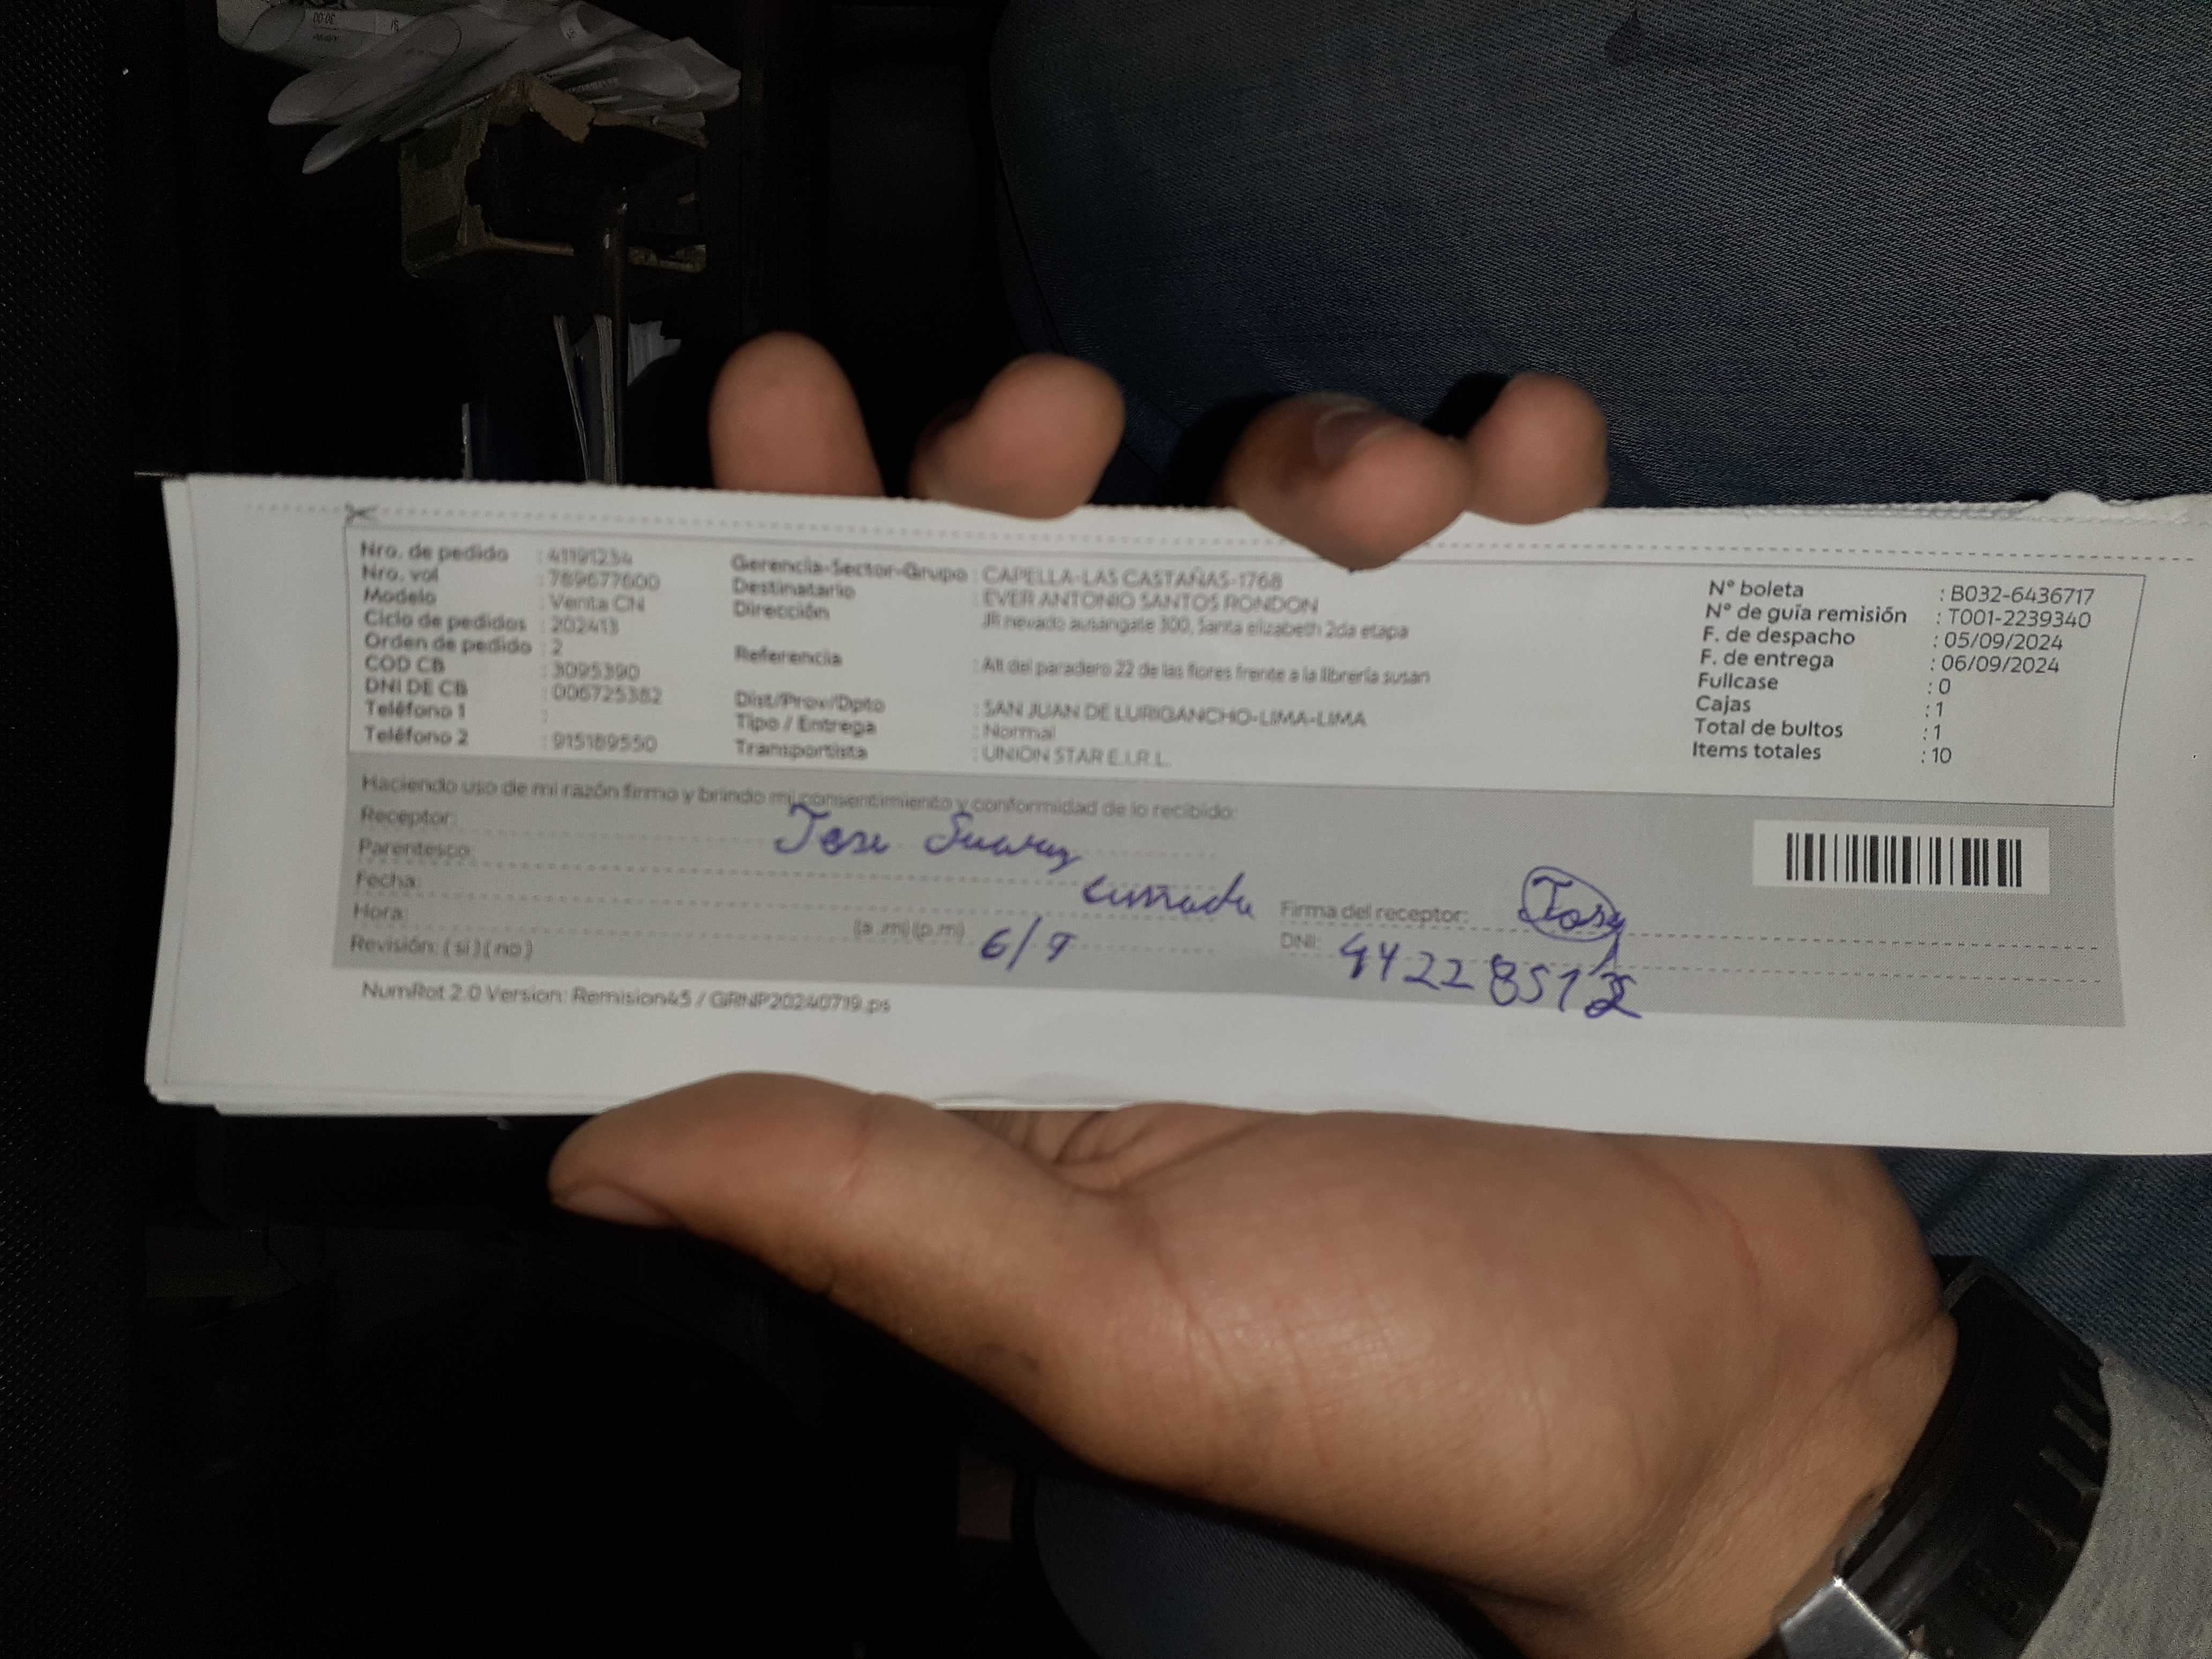 Nro. de pedido : 41191234
Nro. vol : 789677600
Modelo : Venta CN
Ciclo de pedidos : 202413
Orden de pedido : 2
COD CB : 3095390
DNI DE CB : 006725382
Teléfono 1 :
Teléfono 2 : 915189550
Gerencia-Sector-Grupo : CAPELLA-LAS CASTAÑAS-1768
Destinatario : EVER ANTONIO SANTOS RONDON
Dirección : JR nevado ausangate 300, Santa elizabeth 2da etapa
Referencia : Alt del paradero 22 de las flores frente a la librería susan
Dist/Prov/Dpto : SAN JUAN DE LURIGANCHO-LIMA-LIMA
Tipo / Entrega : Normal
Transportista : UNION STAR E.I.R.L.
N° boleta : B032-6436717
N° de guía remisión : T001-2239340
F. de despacho : 05/09/2024
F. de entrega : 06/09/2024
Fullcase : 0
Cajas : 1
Total de bultos : 1
Items totales : 10
Haciendo uso de mi razón firmo y brindo mi consentimiento y conformidad de lo recibido:
Receptor: Suarez
Parentesco:
Fecha:
Hora: (a .m) (p.m) 6/9
Revisión: ( si ) ( no )
Firma del receptor:
DNI:
NumRot 2.0 Version: Remision45 / GRNP20240719.ps